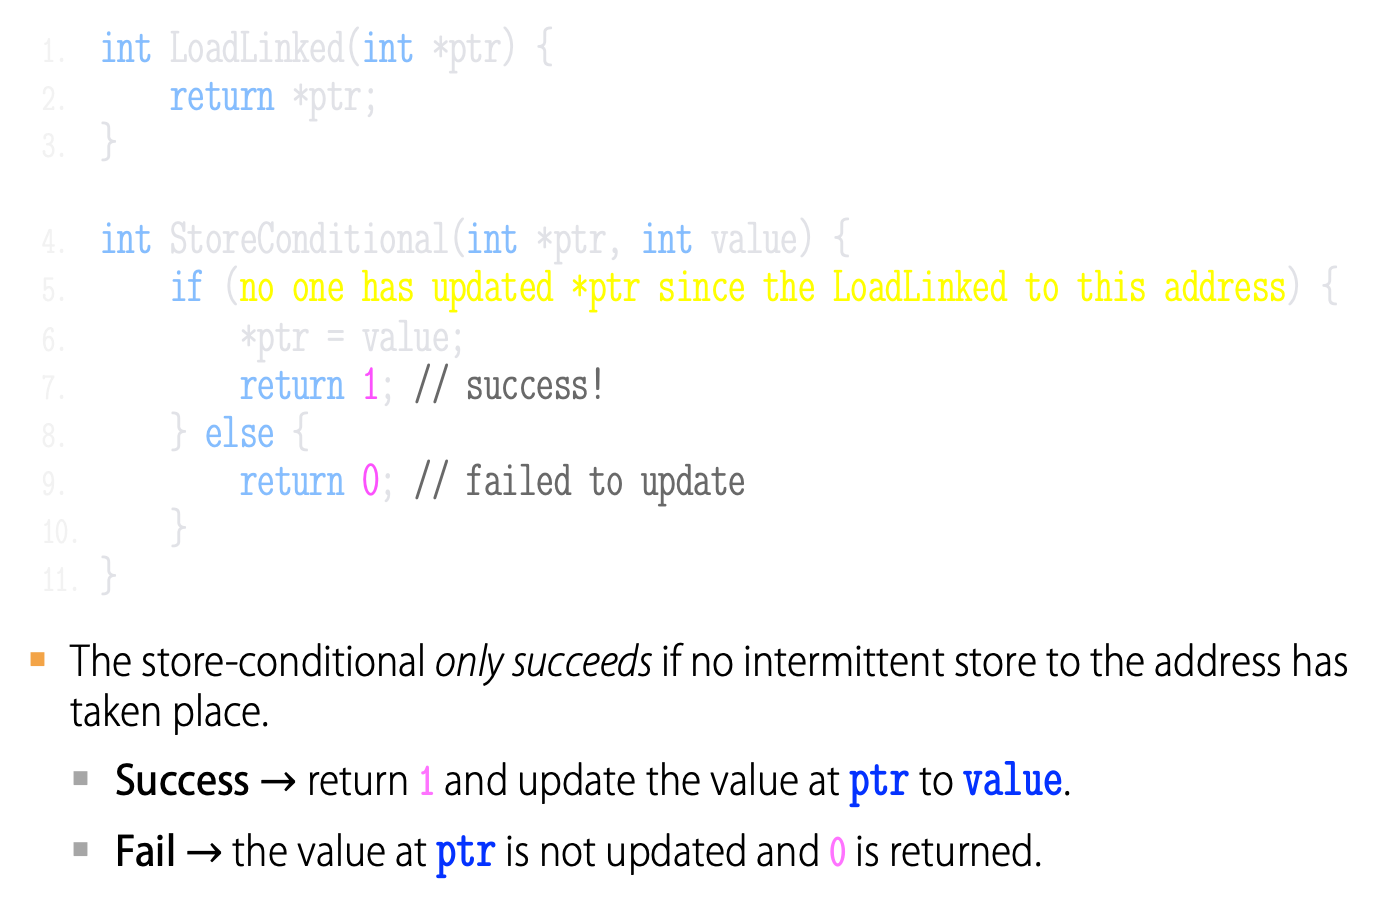 1. int LoadLinked(int *ptr) {
2. return *ptr;
3. }
4. int StoreConditional(int *ptr, int value) {
5. if (no one has updated *ptr since the LoadLinked to this address) {
6. *ptr = value;
7. return 1; // success!
8. } else {
9. return 0; // failed to update
10. }
11. }
▪ The store-conditional only succeeds if no intermittent store to the address has
taken place.
▪ Success → return 1 and update the value at ptr to value.
▪ Fail → the value at ptr is not updated and 0 is returned.